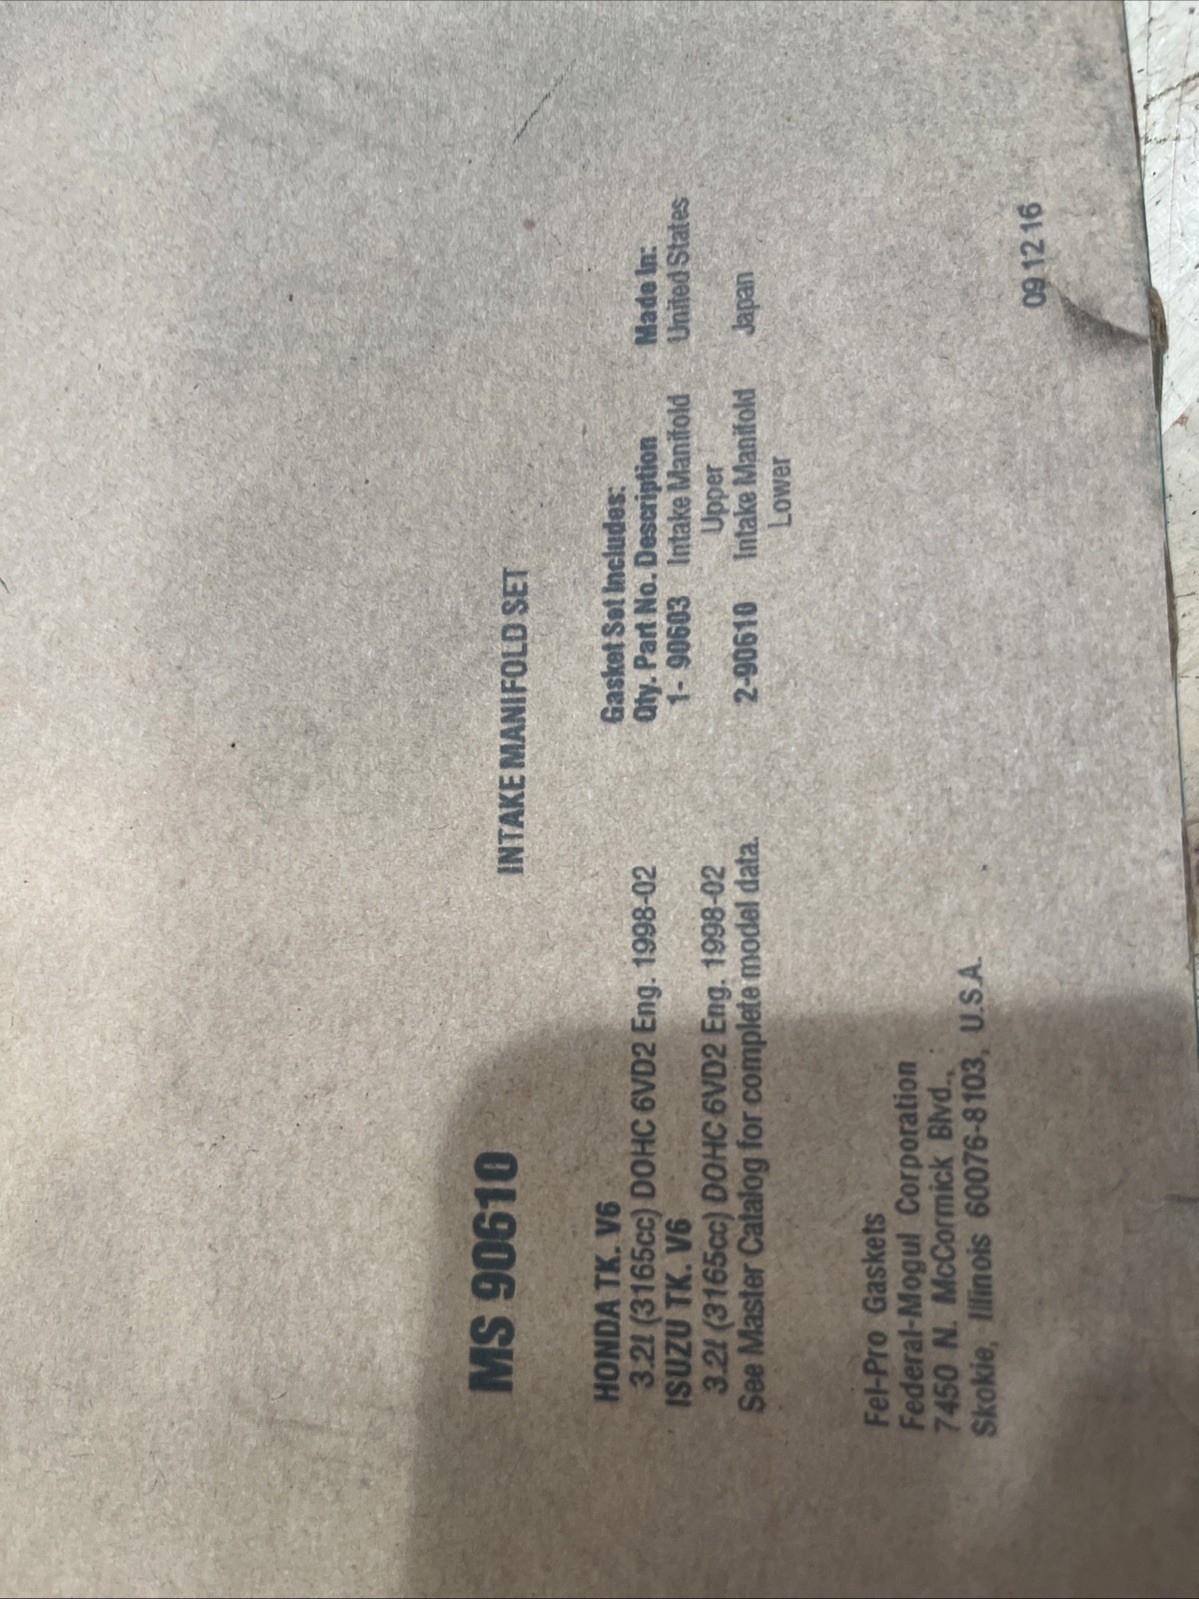 MS 90610
INTAKE MANIFOLD SET
HONDA TK. V6
3.2l (3165cc) DOHC 6VD2 Eng. 1998-02
ISUZU TK. V6
3.2l (3165cc) DOHC 6VD2 Eng. 1998-02
See Master Catalog for complete model data.
Gasket Set Includes:
Qty. Part No. Description Made In:
1- 90603 Intake Manifold United States
Upper
2-90610 Intake Manifold Japan
Lower
Fel-Pro Gaskets
Federal-Mogul Corporation
7450 N. McCormick Blvd.,
Skokie, Illinois 60076-8103, U.S.A.
09 12 16